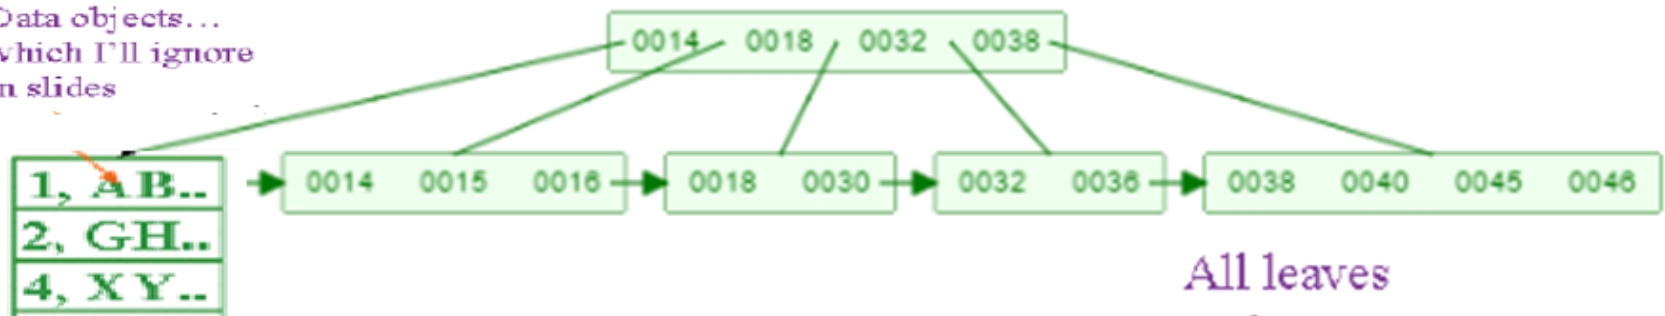 Data objects...
which I'll ignore
n slides
0014 0018 0032 0038
1, AB..
2, GH..
4, XY..
0014 0015 0016
0018 0030
0032 0036
0038 0040 0045 0046
All leaves